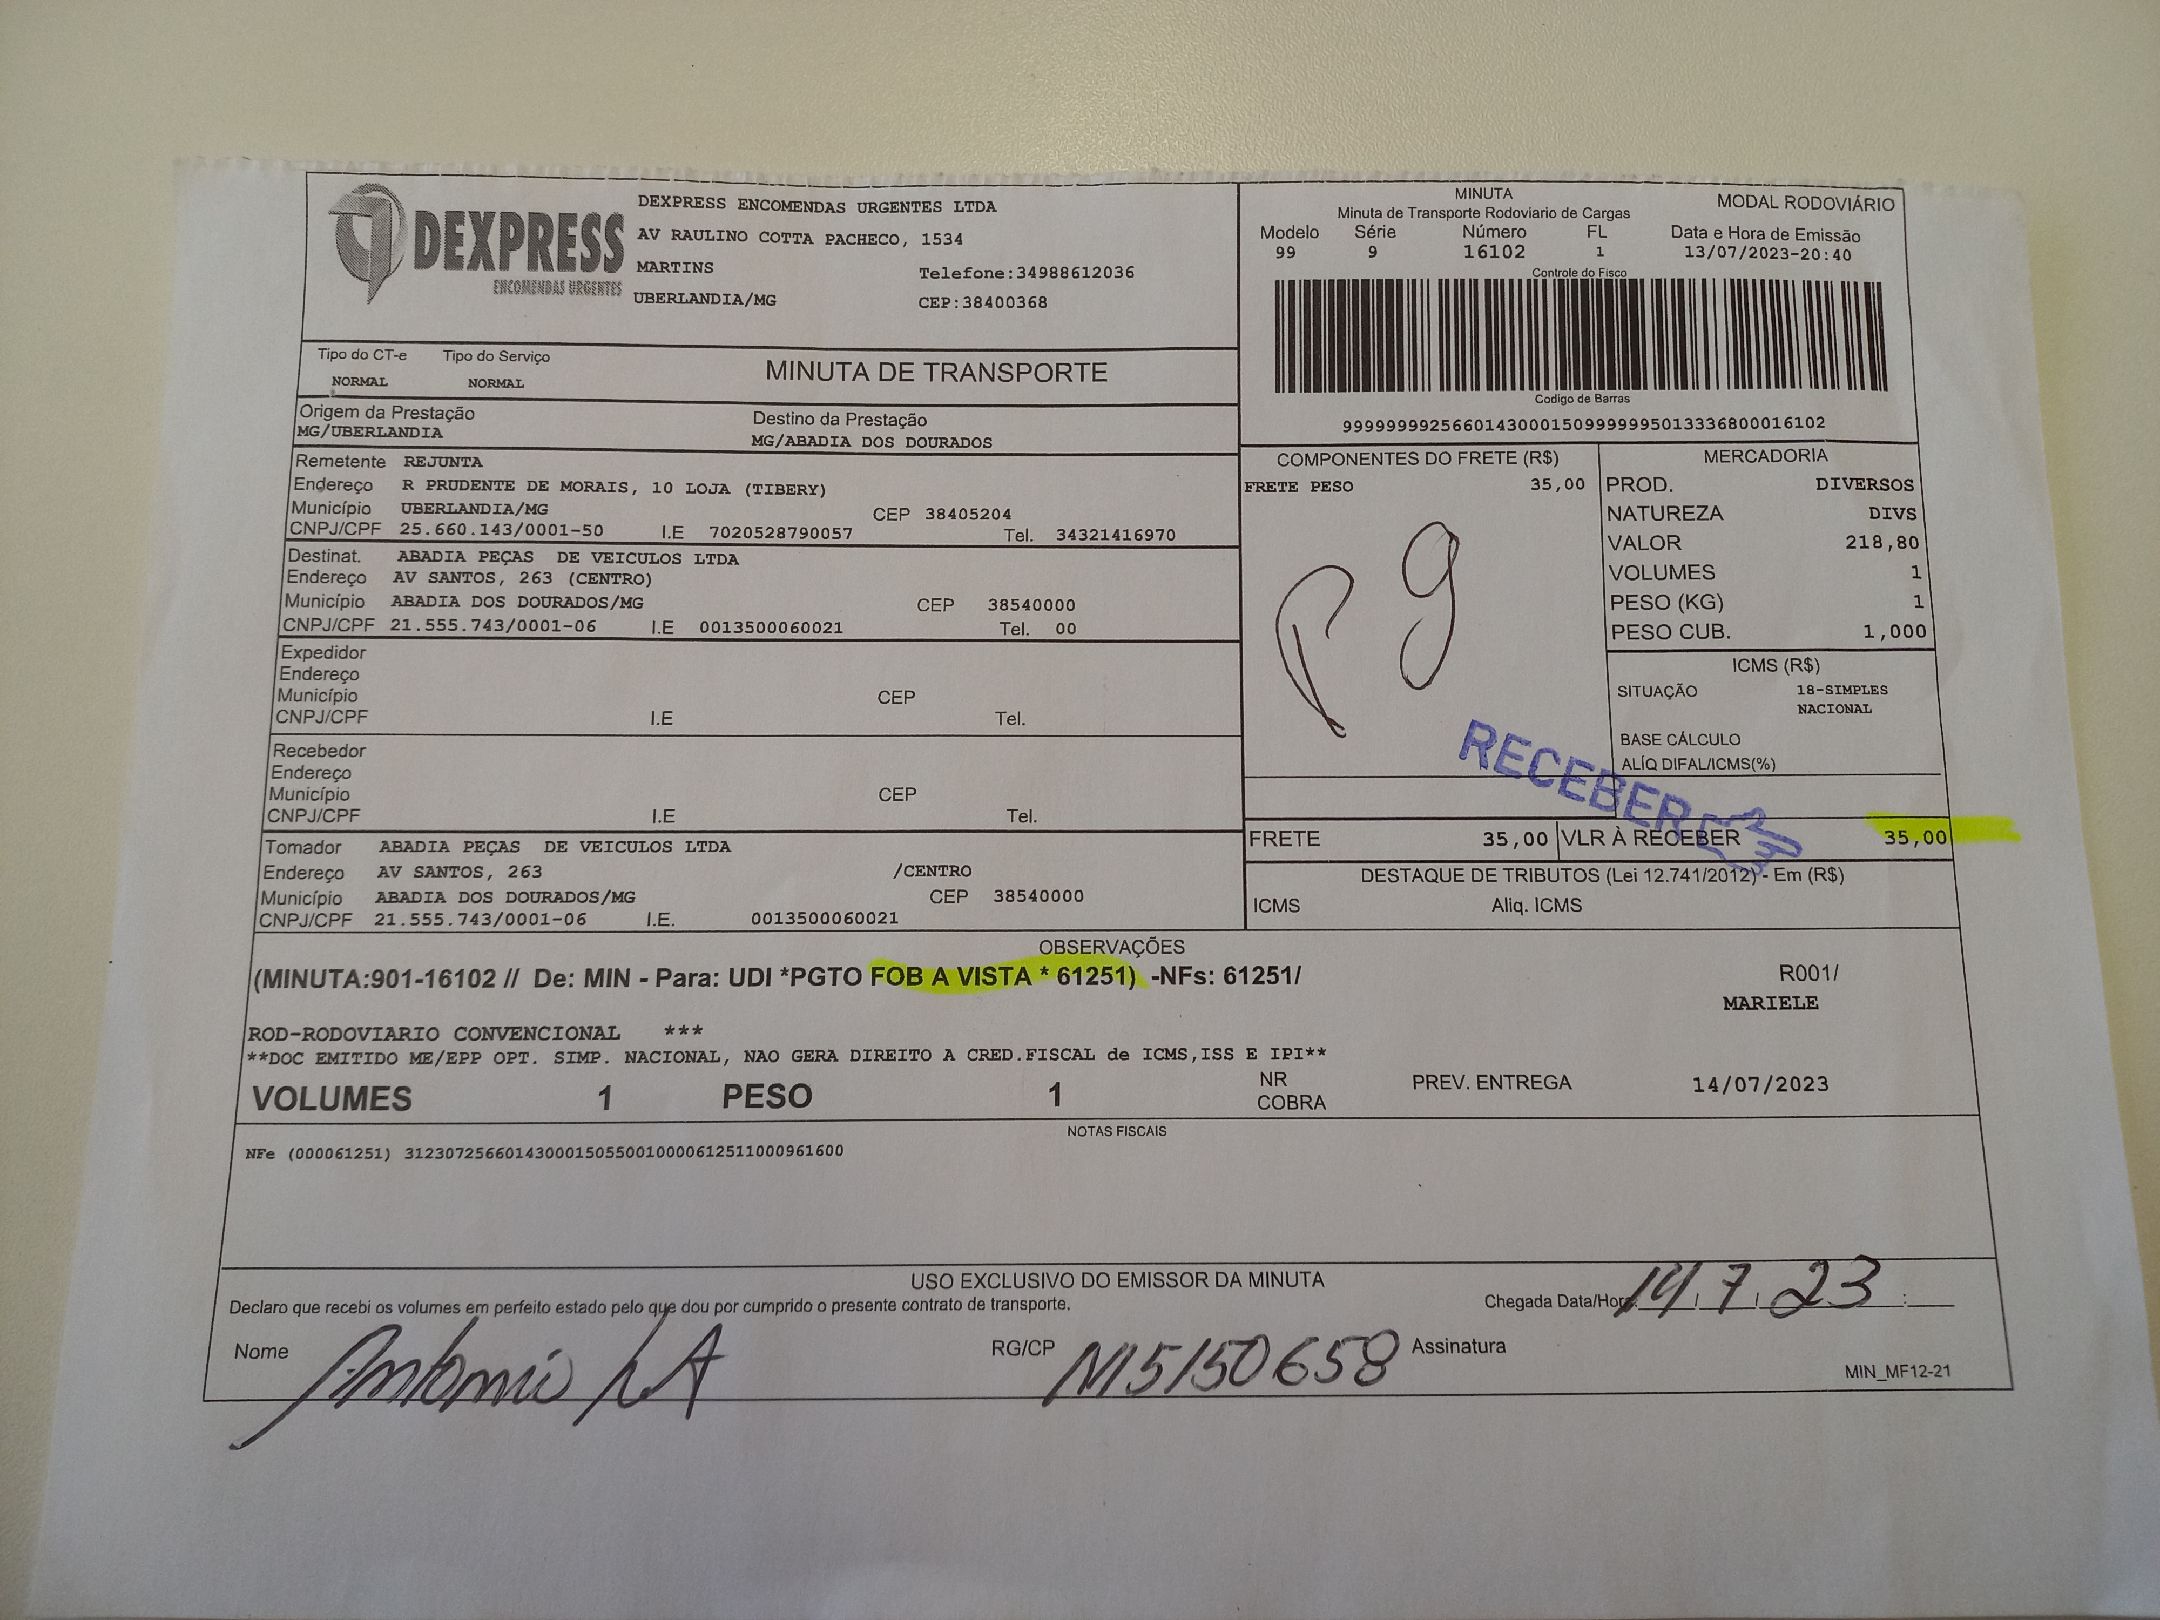 DEXPRESS
ENCOMENDAS URGENTES
DEXPRESS ENCOMENDAS URGENTES LTDA
AV RAULINO COTTA PACHECO, 1534
MARTINS
Telefone:34988612036
UBERLANDIA/MG
CEP:38400368
MINUTA
MODAL RODOVIÁRIO
Minuta de Transporte Rodoviario de Cargas
Modelo Série Número FL Data e Hora de Emissão
99 9 16102 1 13/07/2023-20:40
Controle do Fisco
Codigo de Barras
Tipo do CT-e Tipo do Serviço
NORMAL NORMAL
MINUTA DE TRANSPORTE
Origem da Prestação Destino da Prestação
MG/UBERLANDIA MG/ABADIA DOS DOURADOS
Remetente REJUNTA
Endereço R PRUDENTE DE MORAIS, 10 LOJA (TIBERY)
Município UBERLANDIA/MG CEP 38405204
CNPJ/CPF 25.660.143/0001-50 I.E 7020528790057 Tel. 34321416970
Destinat. ABADIA PEÇAS DE VEICULOS LTDA
Endereço AV SANTOS, 263 (CENTRO)
Município ABADIA DOS DOURADOS/MG CEP 38540000
CNPJ/CPF 21.555.743/0001-06 I.E 0013500060021 Tel. 00
Expedidor
Endereço
Município CEP
CNPJ/CPF I.E Tel.
Recebedor
Endereço
Município CEP
CNPJ/CPF I.E Tel.
Tomador ABADIA PEÇAS DE VEICULOS LTDA
Endereço AV SANTOS, 263 /CENTRO
Município ABADIA DOS DOURADOS/MG CEP 38540000
CNPJ/CPF 21.555.743/0001-06 I.E. 0013500060021
COMPONENTES DO FRETE (R$)
FRETE PESO 35,00
Pg
RECEBER
MERCADORIA
PROD. DIVERSOS
NATUREZA DIVS
VALOR 218,80
VOLUMES 1
PESO (KG) 1
PESO CUB. 1,000
ICMS (R$)
SITUAÇÃO 18-SIMPLES
NACIONAL
BASE CÁLCULO
ALÍQ DIFAL/ICMS(%)
FRETE 35,00 VLR À RECEBER 35,00
DESTAQUE DE TRIBUTOS (Lei 12.741/2012) - Em (R$)
ICMS Aliq. ICMS
OBSERVAÇÕES
(MINUTA:901-16102 // De: MIN - Para: UDI *PGTO FOB A VISTA * 61251) -NFs: 61251/
R001/
MARIELE
ROD-RODOVIARIO CONVENCIONAL ***
**DOC EMITIDO ME/EPP OPT. SIMP. NACIONAL, NAO GERA DIREITO A CRED.FISCAL de ICMS,ISS E IPI**
VOLUMES 1 PESO 1
NR
COBRA
PREV. ENTREGA 14/07/2023
NOTAS FISCAIS
NFe (000061251) 31230725660143000150550010000612511000961600
USO EXCLUSIVO DO EMISSOR DA MINUTA
Declaro que recebi os volumes em perfeito estado pelo que dou por cumprido o presente contrato de transporte.
Chegada Data/Hora: 14 7 23
Nome Antonio RG/CP M5150658 Assinatura
MIN_MF12-21